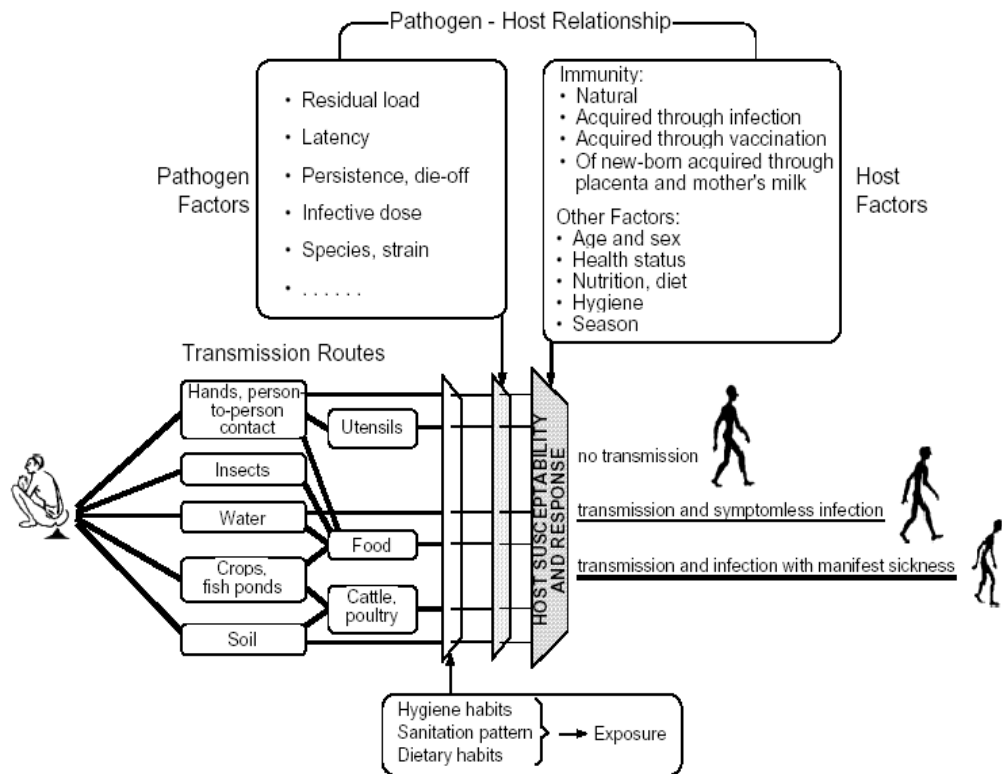 Pathogen - Host Relationship
Pathogen
Factors
• Residual load
• Latency
• Persistence, die-off
• Infective dose
• Species, strain
• . . . . . .
Immunity:
• Natural
• Acquired through infection
• Acquired through vaccination
• Of new-born acquired through
placenta and mother's milk
Other Factors:
• Age and sex
• Health status
• Nutrition, diet
• Hygiene
• Season
Host
Factors
Transmission Routes
Hands, person-
to-person
contact
Utensils
Insects
Water
Food
Crops,
fish ponds
Cattle,
poultry
Soil
HOST SUSCEPTABILITY
AND RESPONSE
no transmission
transmission and symptomless infection
transmission and infection with manifest sickness
Hygiene habits
Sanitation pattern
Dietary habits
Exposure